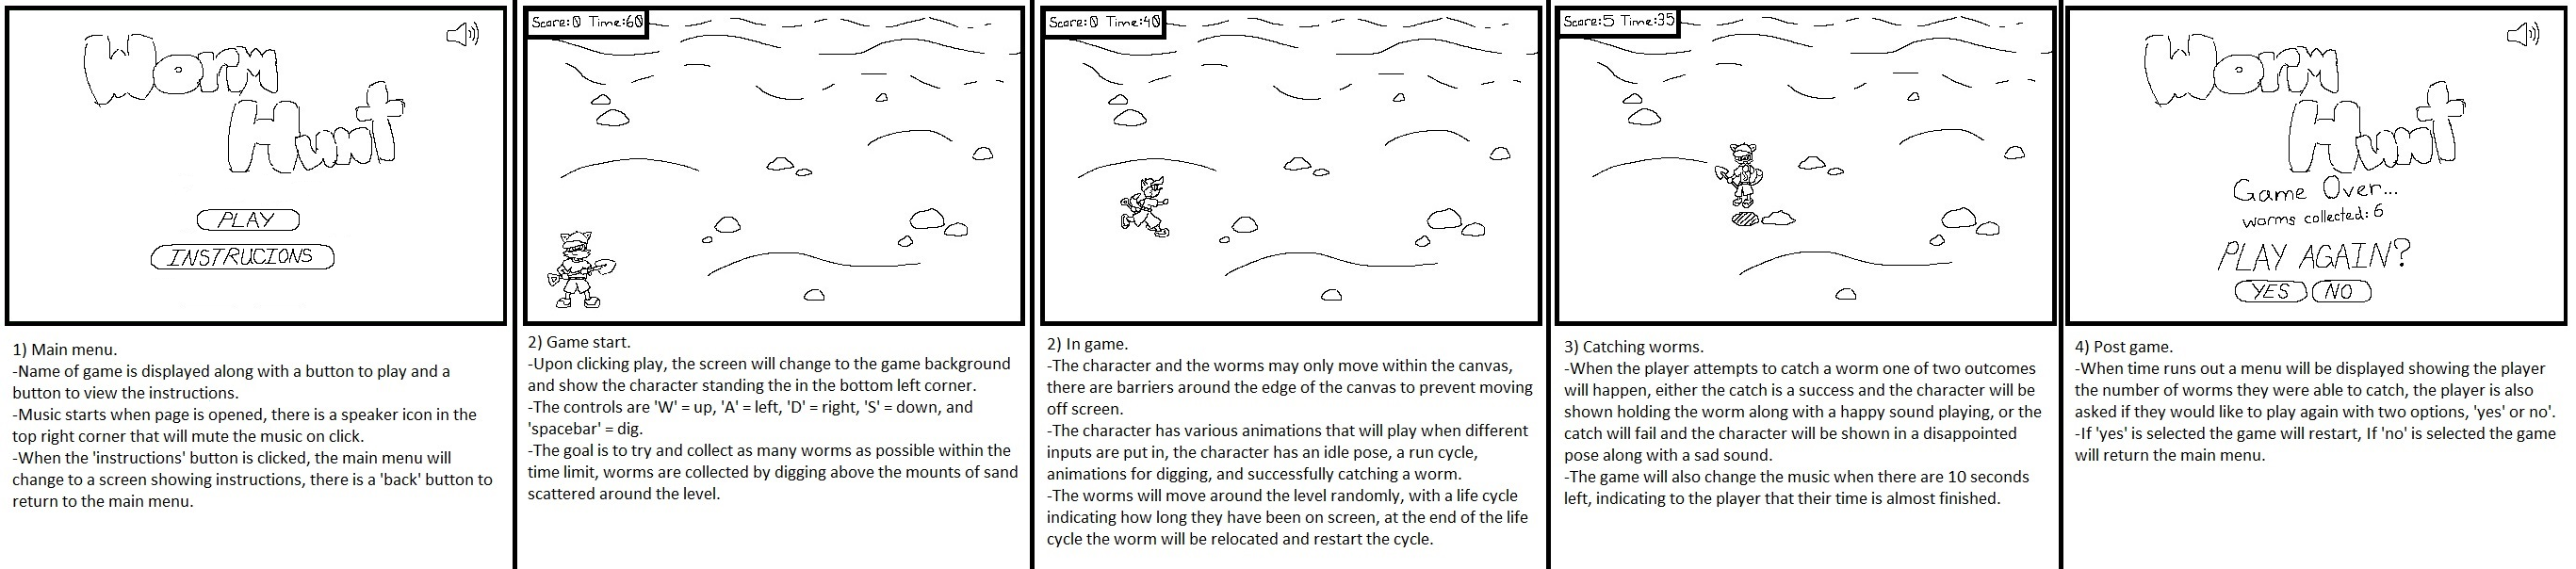 Worm
Hunt
PLAY
INSTRUCIONS
1) Main menu.
-Name of game is displayed along with a button to play and a
button to view the instructions.
-Music starts when page is opened, there is a speaker icon in the
top right corner that will mute the music on click.
-When the 'instructions' button is clicked, the main menu will
change to a screen showing instructions, there is a 'back' button to
return to the main menu.
Score:0 Time:60
2) Game start.
-Upon clicking play, the screen will change to the game background
and show the character standing the in the bottom left corner.
-The controls are 'W' = up, 'A' = left, 'D' = right, 'S' = down, and
'spacebar' = dig.
-The goal is to try and collect as many worms as possible within the
time limit, worms are collected by digging above the mounts of sand
scattered around the level.
Score:0 Time:40
2) In game.
-The character and the worms may only move within the canvas,
there are barriers around the edge of the canvas to prevent moving
off screen.
-The character has various animations that will play when different
inputs are put in, the character has an idle pose, a run cycle,
animations for digging, and successfully catching a worm.
-The worms will move around the level randomly, with a life cycle
indicating how long they have been on screen, at the end of the life
cycle the worm will be relocated and restart the cycle.
Score:5 Time:35
3) Catching worms.
-When the player attempts to catch a worm one of two outcomes
will happen, either the catch is a success and the character will be
shown holding the worm along with a happy sound playing, or the
catch will fail and the character will be shown in a disappointed
pose along with a sad sound.
-The game will also change the music when there are 10 seconds
left, indicating to the player that their time is almost finished.
Worm
Hunt
Game Over...
worms collected: 6
PLAY AGAIN?
YES NO
4) Post game.
-When time runs out a menu will be displayed showing the player
the number of worms they were able to catch, the player is also
asked if they would like to play again with two options, 'yes' or no'.
-If 'yes' is selected the game will restart, If 'no' is selected the game
will return the main menu.